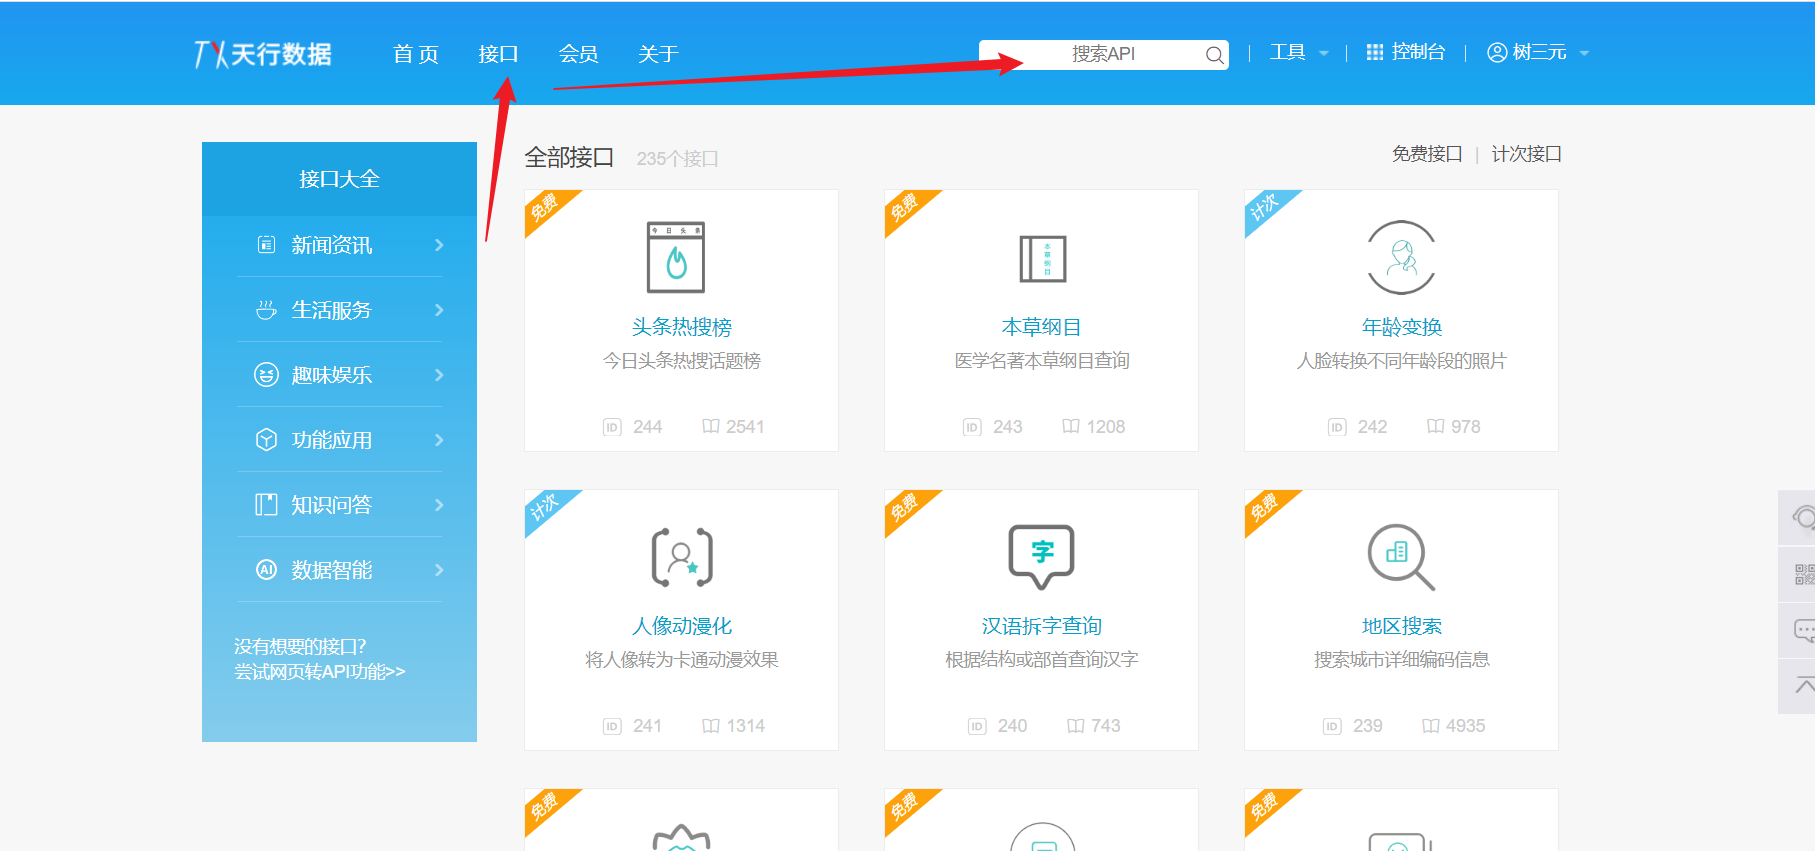 TX天行数据
首页
接口
会员
关于
搜索API
工具
控制台
树三元
接口大全
新闻资讯
生活服务
趣味娱乐
功能应用
知识问答
AI 数据智能
没有想要的接口?
尝试网页转API功能>>
全部接口 235个接口
免费接口 | 计次接口
免费
今日头条
头条热搜榜
今日头条热搜话题榜
ID 244 2541
免费
本草纲目
本草纲目
医学名著本草纲目查询
ID 243 1208
计次
年龄变换
人脸转换不同年龄段的照片
ID 242 978
计次
人像动漫化
将人像转为卡通动漫效果
ID 241 1314
免费
字
汉语拆字查询
根据结构或部首查询汉字
ID 240 743
免费
地区搜索
搜索城市详细编码信息
ID 239 4935
免费
免费
免费